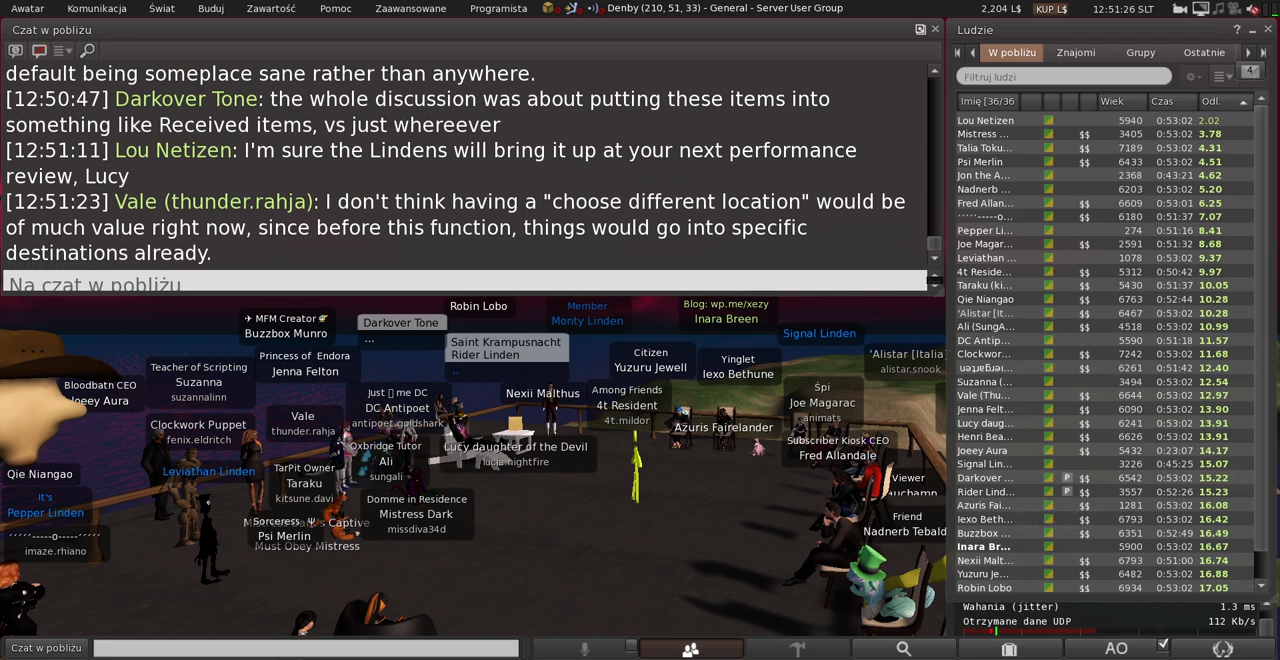 Awatar Komunikacja Świat Buduj Zawartość Pomoc Zaawansowane Programista Denby (210, 51, 33) - General - Server User Group 2,204 L$ KUP L$ 12:51:26 SLT
Czat w pobliżu
default being someplace sane rather than anywhere.
[12:50:47] Darkover Tone: the whole discussion was about putting these items into
something like Received items, vs just whereever
[12:51:11] Lou Netizen: I'm sure the Lindens will bring it up at your next performance
review, Lucy
[12:51:23] Vale (thunder.rahja): I don't think having a "choose different location" would be
of much value right now, since before this function, things would go into specific
destinations already.
Na czat w pobliżu
Robin Lobo
Member
Monty Linden
Blog: wp.me/xezy
Inara Breen
MFM Creator
Buzzbox Munro
Darkover Tone
...
Saint Krampusnacht
Rider Linden
..
Signal Linden
Princess of Endora
Jenna Felton
Citizen
Yuzuru Jewell
Yinglet
Iexo Bethune
'Alistar [Italia]
alistar.snook
Teacher of Scripting
Suzanna
suzannalinn
Bloodbath CEO
Joeey Aura
Just me DC
DC Antipoet
antipoet.goldshark
Nexii Malthus
Among Friends
4t Resident
4t.mildor
Śpi
Joe Magarac
animats
Vale
thunder.rahja
Clockwork Puppet
fenix.eldritch
Azuris Fairelander
Oxbridge Tutor
Ali
sungali
Lucy daughter of the Devil
lucia.nightfire
Subscriber Kiosk CEO
Fred Allandale
Qie Niangao
Leviathan Linden
TarPit Owner
Taraku
kitsune.davi
Viewer
It's
Pepper Linden
Domme in Residence
Mistress Dark
missdiva34d
Friend
Nadnerb Tebald
Sorceress Ψ
Psi Merlin
Captive
Must Obey Mistress
,,,,,-----o-----,,,,,
imaze.rhiano
Czat w pobliżu
AO
Ludzie
W pobliżu Znajomi Grupy Ostatnie
Filtruj ludzi 4
Imię [36/36 Wiek Czas Odl.
Lou Netizen 5940 0:53:02 2.02
Mistress ... $$ 3405 0:53:02 3.78
Talia Toku... $$ 7189 0:53:02 4.31
Psi Merlin $$ 6433 0:53:02 4.51
Jon the A... 2368 0:43:21 4.62
Nadnerb ... 6203 0:53:02 5.20
Fred Allan... $$ 6609 0:53:01 6.25
,,,,,-----o... $$ 6180 0:51:37 7.07
Pepper Li... 274 0:51:16 8.41
Joe Magar... $$ 2591 0:51:32 8.68
Leviathan ... 1078 0:53:02 9.37
4t Reside... $$ 5312 0:50:42 9.97
Taraku (ki... $$ 5430 0:51:37 10.05
Qie Niangao $$ 6763 0:52:44 10.28
'Alistar [It... $$ 6467 0:53:02 10.28
Ali (SungA... $$ 4518 0:53:02 10.99
DC Antip... 5590 0:51:18 11.57
Clockwor... $$ 7242 0:53:02 11.68
$$ 6261 0:51:42 12.40
Suzanna (... 3494 0:53:02 12.54
Vale (Thu... $$ 6644 0:53:02 12.97
Jenna Felt... $$ 6090 0:53:02 13.90
Lucy daug... $$ 6241 0:53:02 13.91
Henri Bea... $$ 6626 0:53:02 13.91
Joeey Aura $$ 5432 0:23:07 14.17
Signal Lin... 3226 0:45:25 15.07
Darkover ... P $$ 6542 0:53:02 15.22
Rider Lind... P $$ 3557 0:52:26 15.23
Azuris Fai... $$ 1281 0:53:02 16.08
Iexo Beth... $$ 6793 0:53:02 16.42
Buzzbox ... $$ 6351 0:52:49 16.49
Inara Br... 5900 0:53:02 16.67
Nexii Malt... $$ 6793 0:51:00 16.74
Yuzuru Je... $$ 6482 0:53:02 16.88
Robin Lobo $$ 6934 0:53:02 17.05
Wahania (jitter) 1.3 ms
Otrzymane dane UDP 112 Kb/s